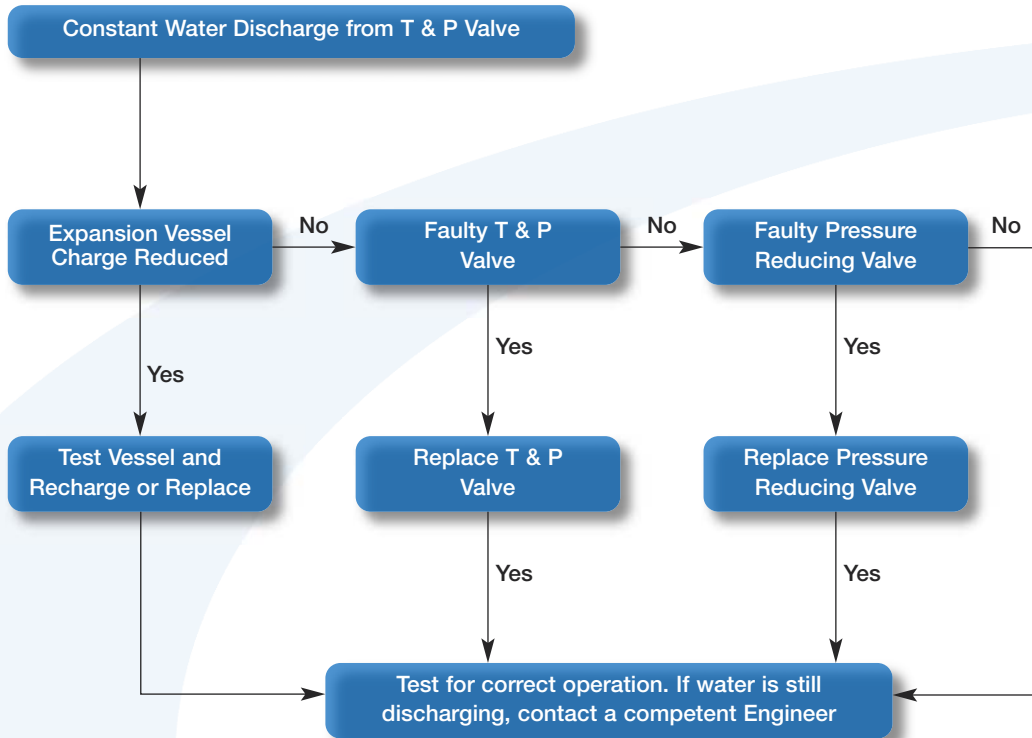 Constant Water Discharge from T & P Valve
Expansion Vessel
Charge Reduced
No
Faulty T & P
Valve
No
Faulty Pressure
Reducing Valve
No
Yes
Yes
Yes
Test Vessel and
Recharge or Replace
Replace T & P
Valve
Replace Pressure
Reducing Valve
Yes
Yes
Test for correct operation. If water is still
discharging, contact a competent Engineer